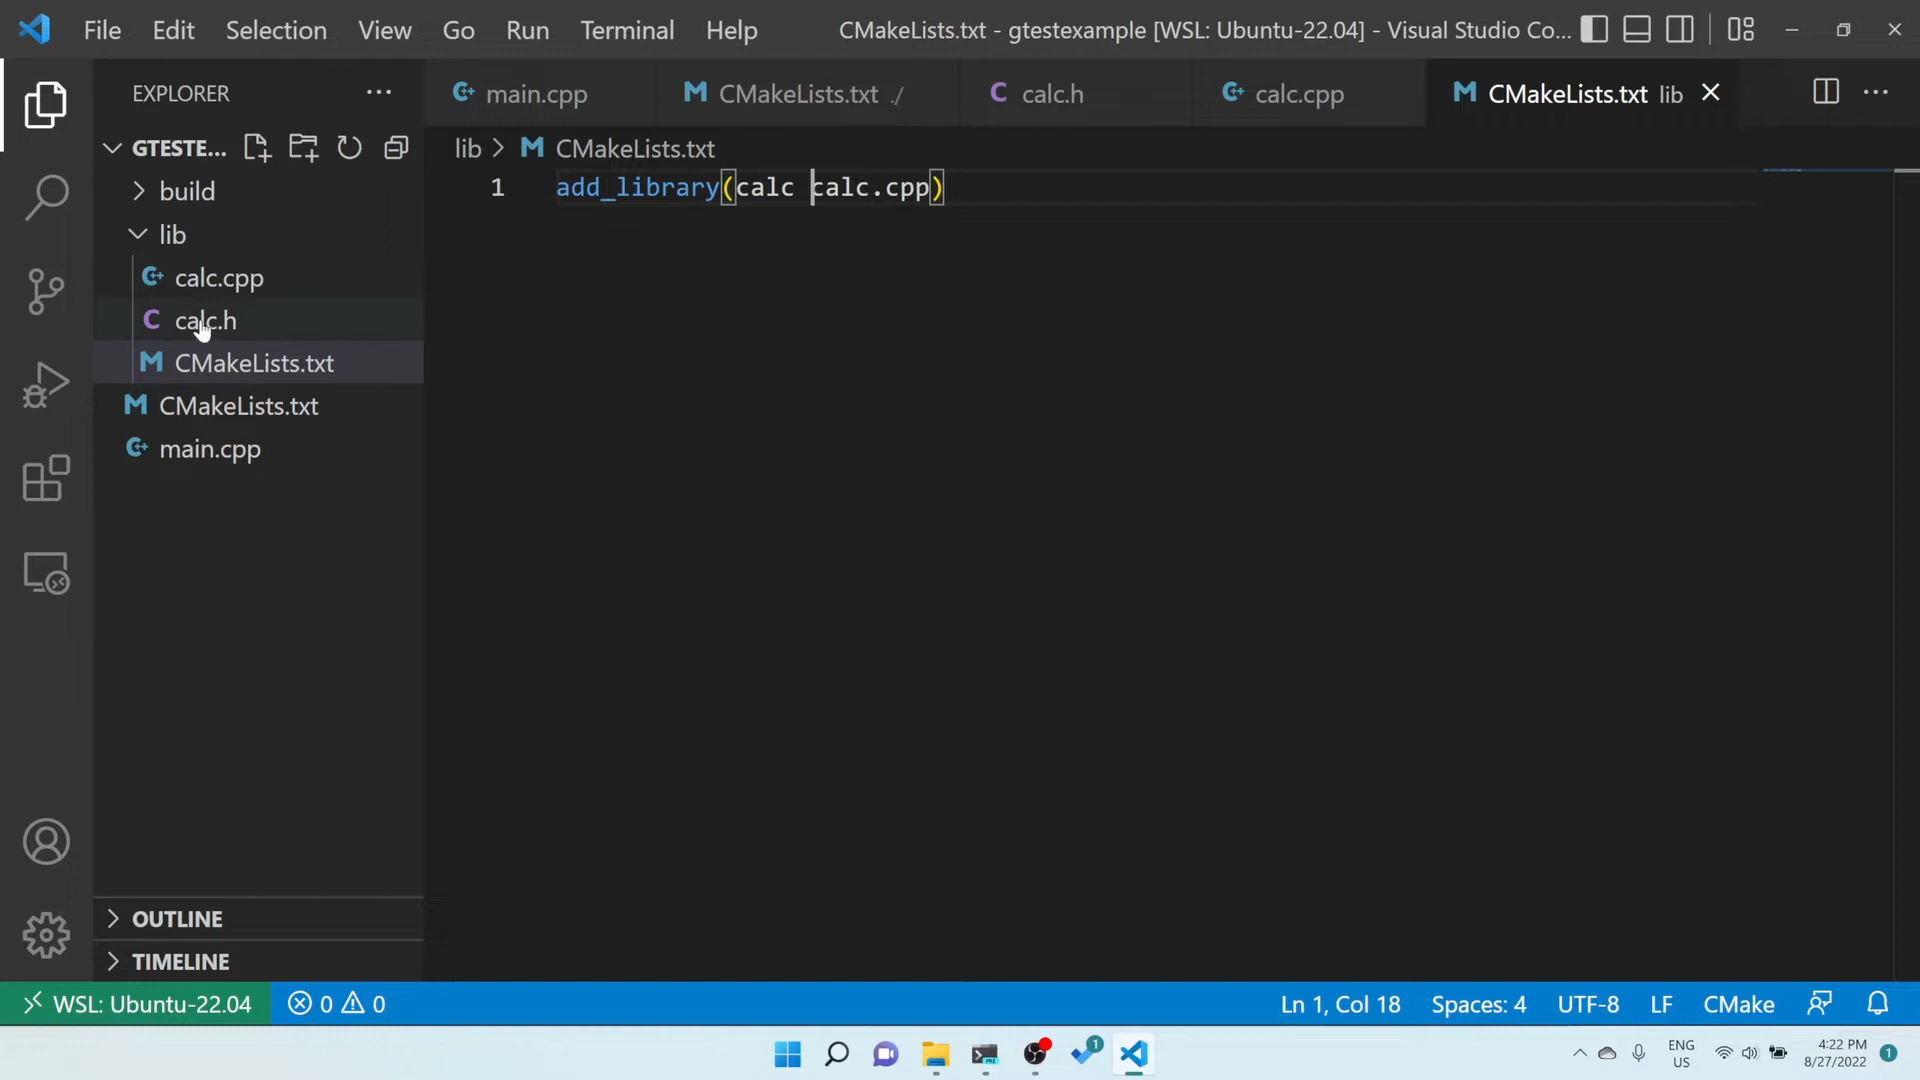 File Edit Selection View Go Run Terminal Help CMakeLists.txt - gtestexample [WSL: Ubuntu-22.04] - Visual Studio Co...
EXPLORER
main.cpp
CMakeLists.txt ./
calc.h
calc.cpp
CMakeLists.txt lib
GTESTE...
lib > CMakeLists.txt
build
1 add_library(calc calc.cpp)
lib
calc.cpp
calc.h
CMakeLists.txt
CMakeLists.txt
main.cpp
OUTLINE
TIMELINE
WSL: Ubuntu-22.04 0 0 Ln 1, Col 18 Spaces: 4 UTF-8 LF CMake
PRE
1
ENG
US
4:22 PM
8/27/2022
1